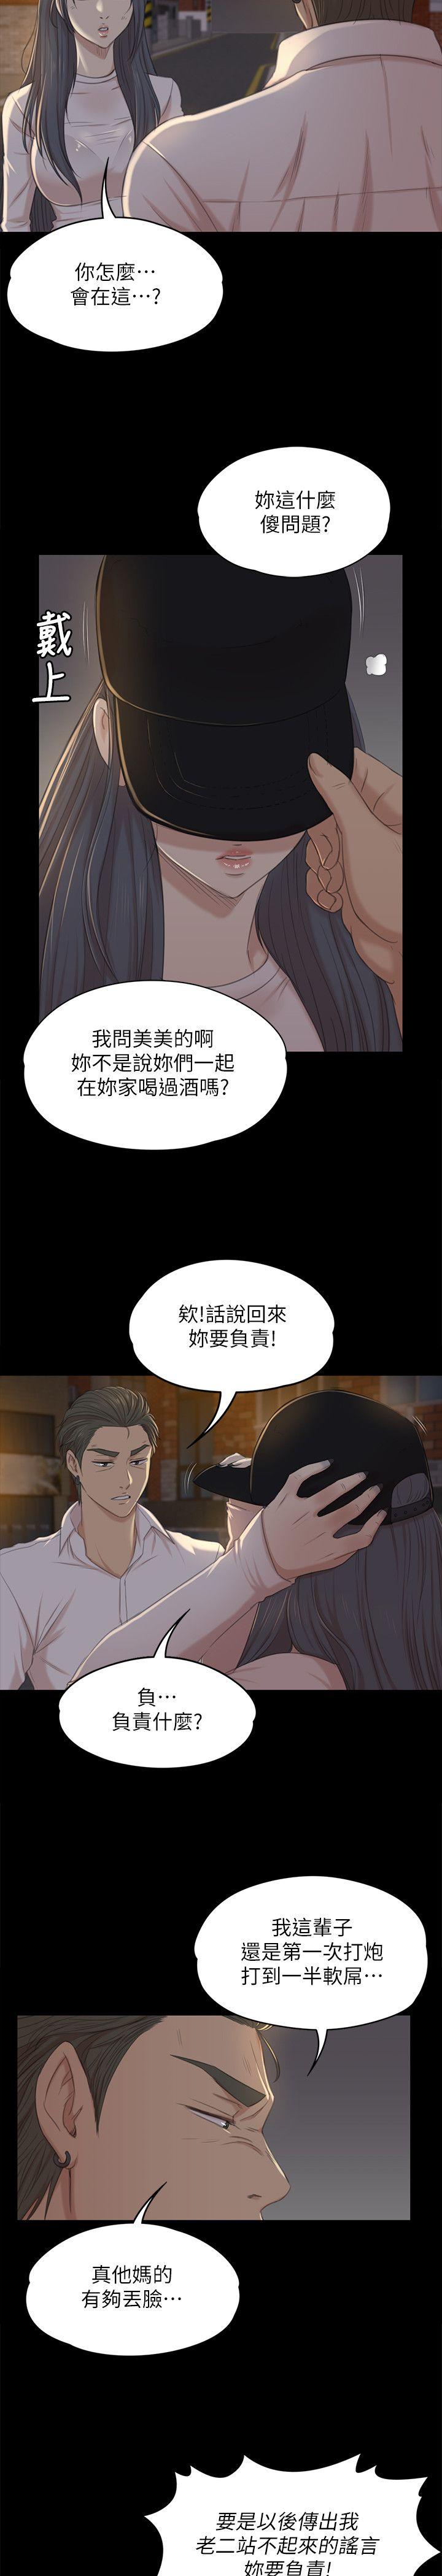 你怎麼⋯
會在這⋯?
妳這什麼
傻問題?
戴上
我問美美的啊
妳不是說妳們一起
在妳家喝過酒嗎?
欸!話說回來
妳要負責!
負⋯
負責什麼?
我這輩子
還是第一次打炮
打到一半軟屌⋯
真他媽的
有夠丟臉⋯
要是以後傳出我
老二站不起來的謠言
妳要負責!